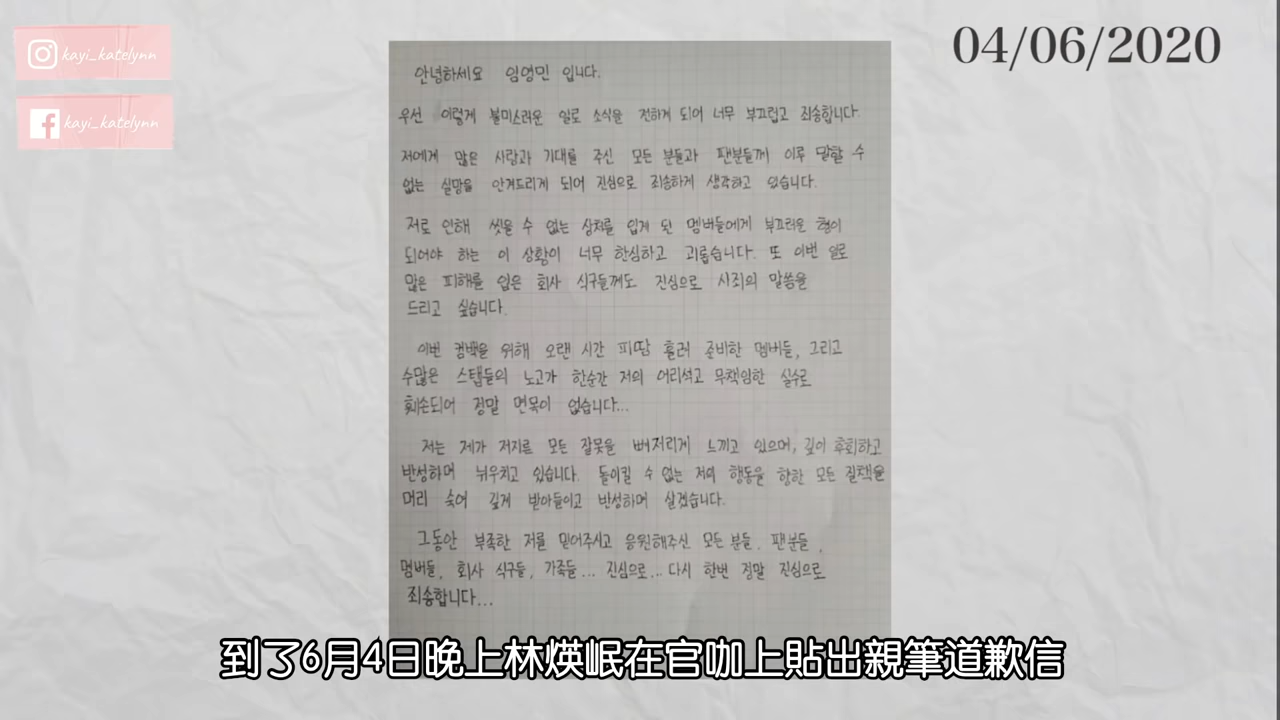 kayi_katelynn
kayi_katelynn
04/06/2020
안녕하세요 임영민 입니다.
우선 이렇게 불미스러운 일로 소식을 전하게 되어 너무 부끄럽고 죄송합니다.
저에게 많은 사랑과 기대를 주신 모든 분들과 팬분들께 이루 말할 수
없는 실망을 안겨드리게 되어 진심으로 죄송하게 생각하고 있습니다.
저로 인해 씻을 수 없는 상처를 입게 된 멤버들에게 부끄러운 형이
되어야 하는 이 상황이 너무 한심하고 괴롭습니다. 또 이번 일로
많은 피해를 입은 회사 식구들께도 진심으로 사죄의 말씀을
드리고 싶습니다.
이번 컴백을 위해 오랜 시간 피땀 흘려 준비한 멤버들, 그리고
수많은 스탭들의 노고가 한순간 저의 어리석고 무책임한 실수로
훼손되어 정말 면목이 없습니다...
저는 제가 저지른 모든 잘못을 뼈저리게 느끼고 있으며, 깊이 후회하고
반성하며 뉘우치고 있습니다. 돌이킬 수 없는 저의 행동을 향한 모든 질책을
머리 숙여 깊게 받아들이고 반성하며 살겠습니다.
그동안 부족한 저를 믿어주시고 응원해주신 모든 분들, 팬분들,
멤버들, 회사 식구들, 가족들... 진심으로... 다시 한번 정말 진심으로
죄송합니다...
到了6月4日晚上林煐岷在官咖上貼出親筆道歉信